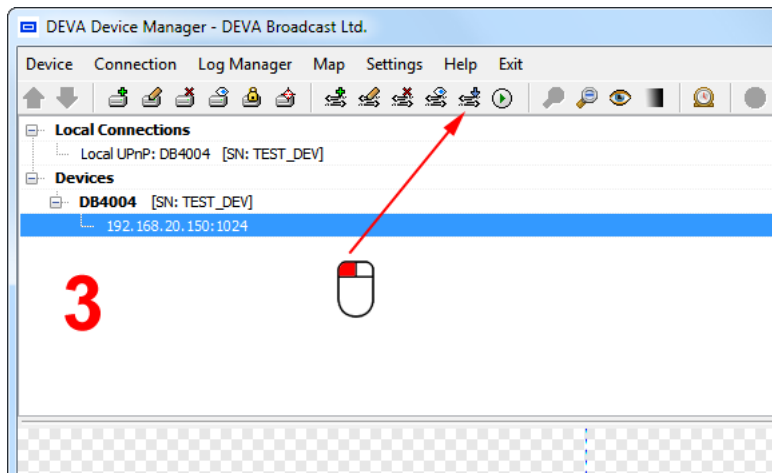 DEVA Device Manager - DEVA Broadcast Ltd.
Device Connection Log Manager Map Settings Help Exit
Local Connections
Local UPnP: DB4004 [SN: TEST_DEV]
Devices
DB4004 [SN: TEST_DEV]
192.168.20.150:1024
3